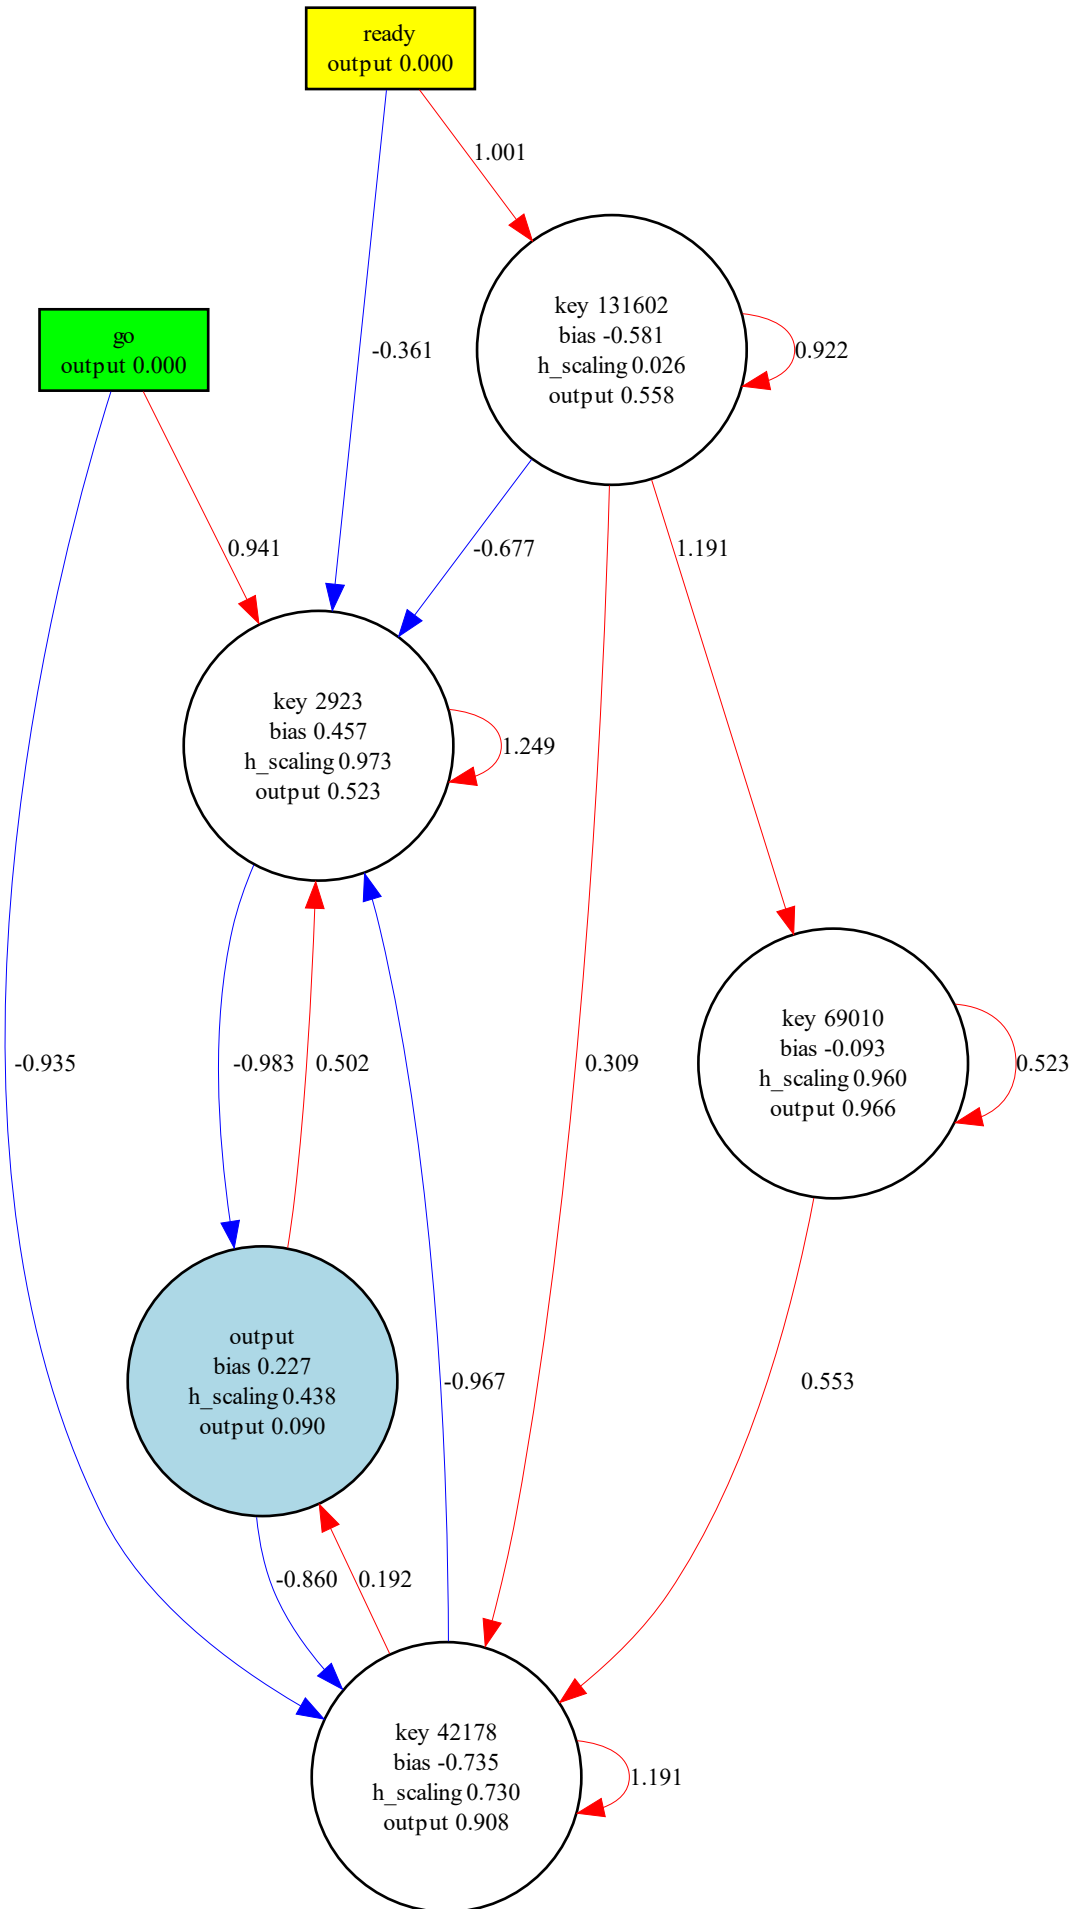 ready
output 0.000
1.001
go
output 0.000
-0.361
key 131602
bias -0.581
h_scaling 0.026
output 0.558
0.922
0.941
-0.677
1.191
key 2923
bias 0.457
h_scaling 0.973
output 0.523
1.249
-0.935
-0.983
0.502
0.309
key 69010
bias -0.093
h_scaling 0.960
output 0.966
0.523
output
bias 0.227
h_scaling 0.438
output 0.090
-0.967
0.553
-0.860
0.192
key 42178
bias -0.735
h_scaling 0.730
output 0.908
1.191